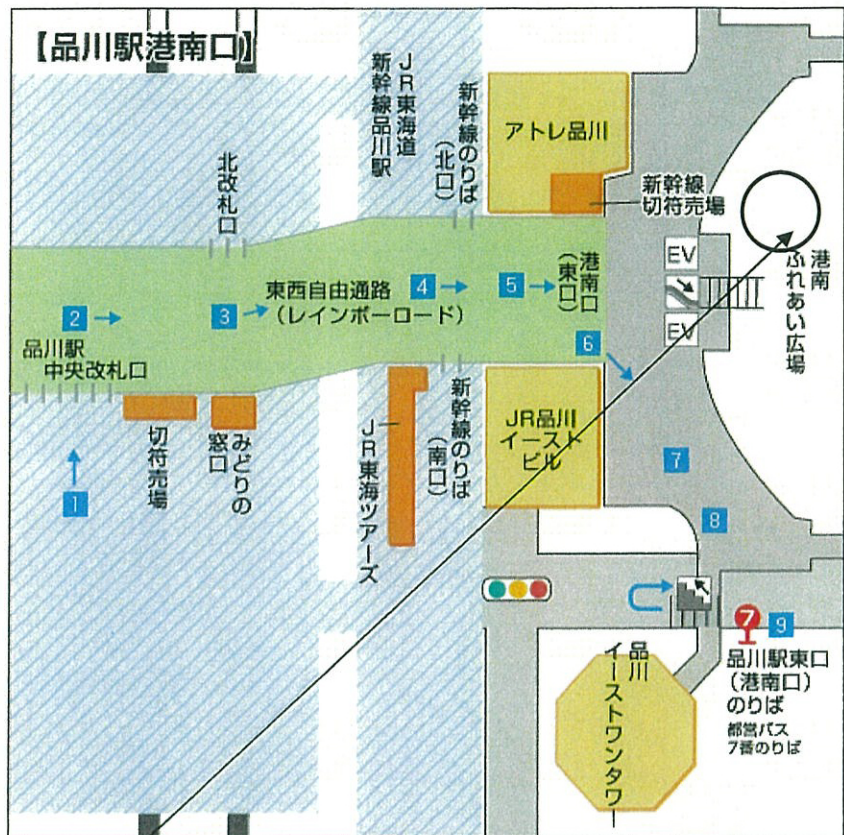 【品川駅港南口】
JR東海道
新幹線品川駅
新幹線のりば
(北口)
アトレ品川
北改札口
新幹線
切符売場
EV
港南口
(東口)
港南
ふれあい広場
4
5
東西自由通路
(レインボーロード)
2
3
EV
6
品川駅
中央改札口
新幹線のりば
(南口)
JR品川
イースト
ビル
切符売場
みどりの
窓口
JR東海ツアーズ
7
1
8
7
9
品川
イーストワンタワ
品川駅東口
(港南口)
のりば
都営バス
7番のりば